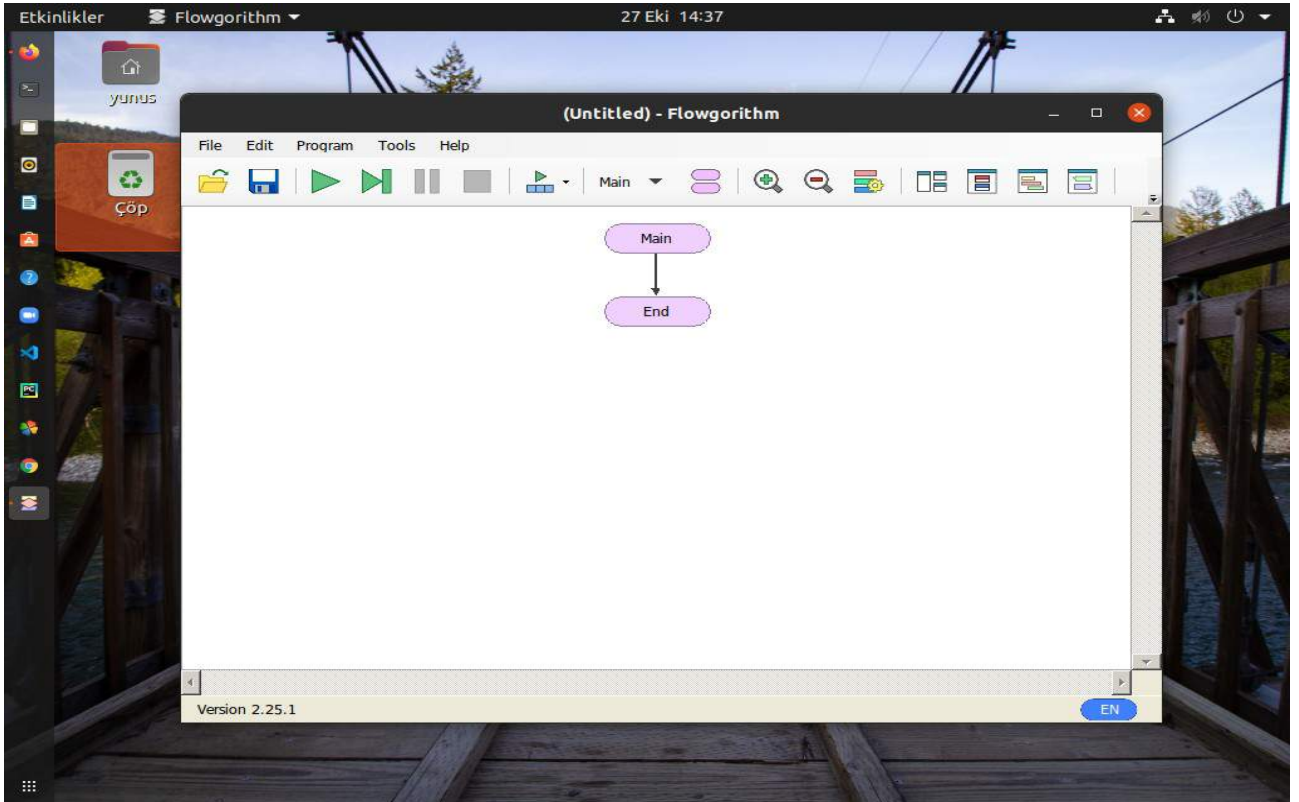 Etkinlikler Flowgorithm 27 Eki 14:37
yunus
Çöp
(Untitled) - Flowgorithm
File Edit Program Tools Help
Main
Main
End
Version 2.25.1 EN